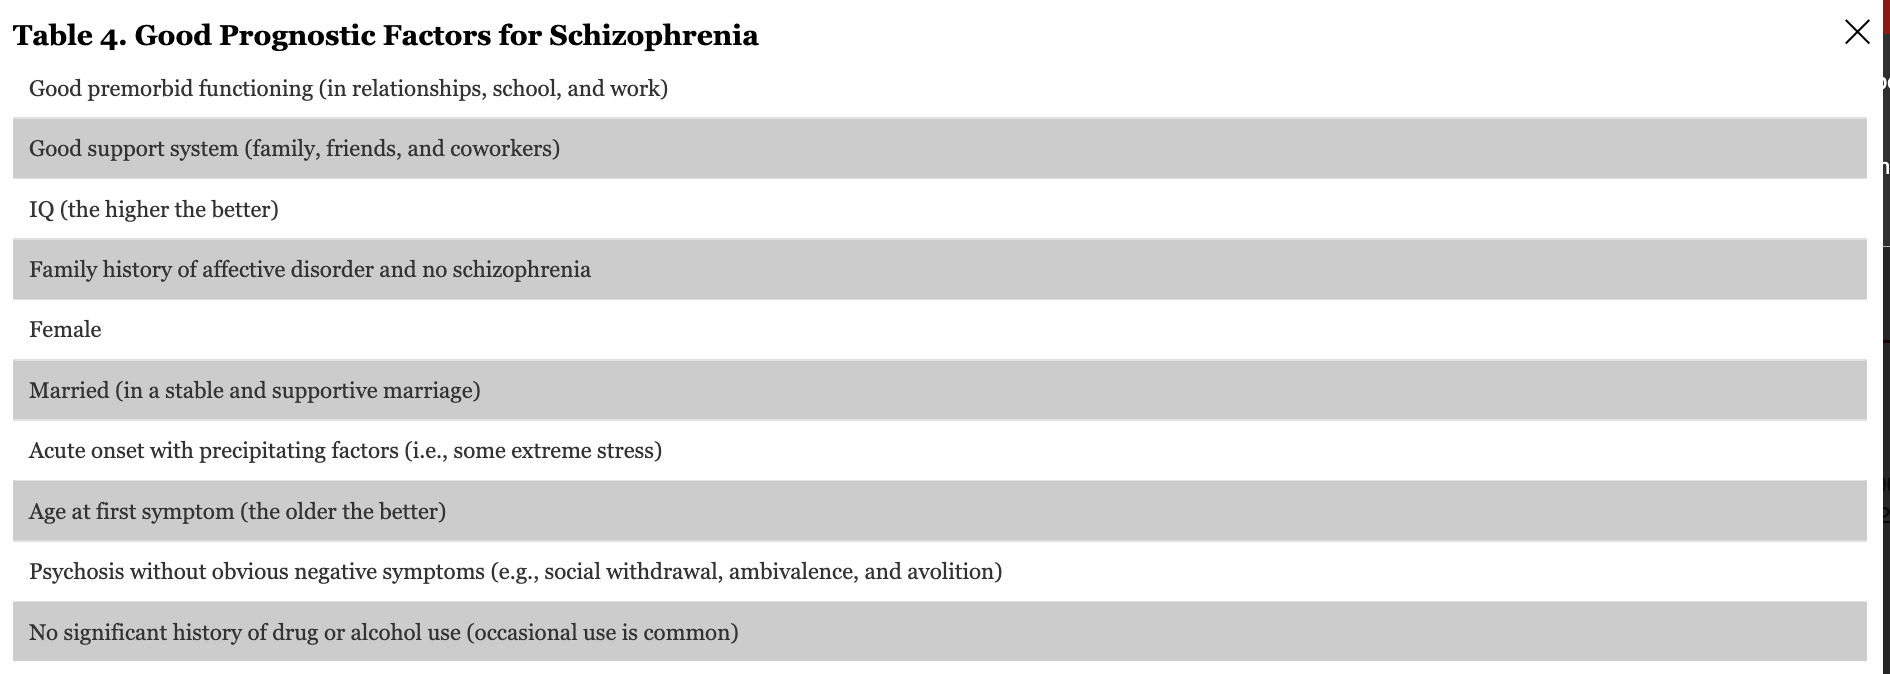 Table 4. Good Prognostic Factors for Schizophrenia
Good premorbid functioning (in relationships, school, and work)
Good support system (family, friends, and coworkers)
IQ (the higher the better)
Family history of affective disorder and no schizophrenia
Female
Married (in a stable and supportive marriage)
Acute onset with precipitating factors (i.e., some extreme stress)
Age at first symptom (the older the better)
Psychosis without obvious negative symptoms (e.g., social withdrawal, ambivalence, and avolition)
No significant history of drug or alcohol use (occasional use is common)